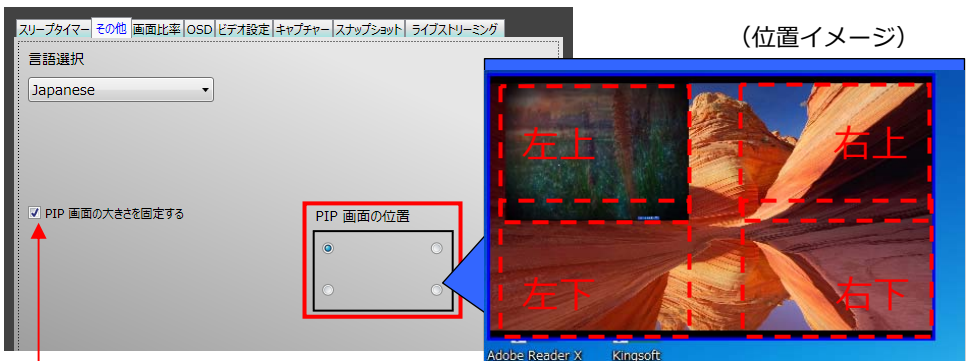 スリープタイマー その他 画面比率 OSD ビデオ設定 キャプチャー スナップショット ライブストリーミング
（位置イメージ）
言語選択
Japanese
左上
右上
PIP 画面の大きさを固定する
PIP 画面の位置
左下
右下
Adobe Reader X
Kingsoft